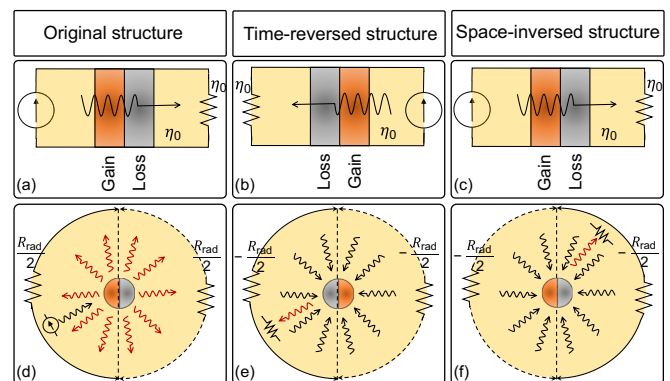 Original structure
Time-reversed structure
Space-inversed structure
η0
η0
Gain
Loss
(a)
η0
η0
Loss
Gain
(b)
η0
η0
Gain
Loss
(c)
Rrad
2
Rrad
2
(d)
− Rrad
2
− Rrad
2
(e)
− Rrad
2
− Rrad
2
(f)